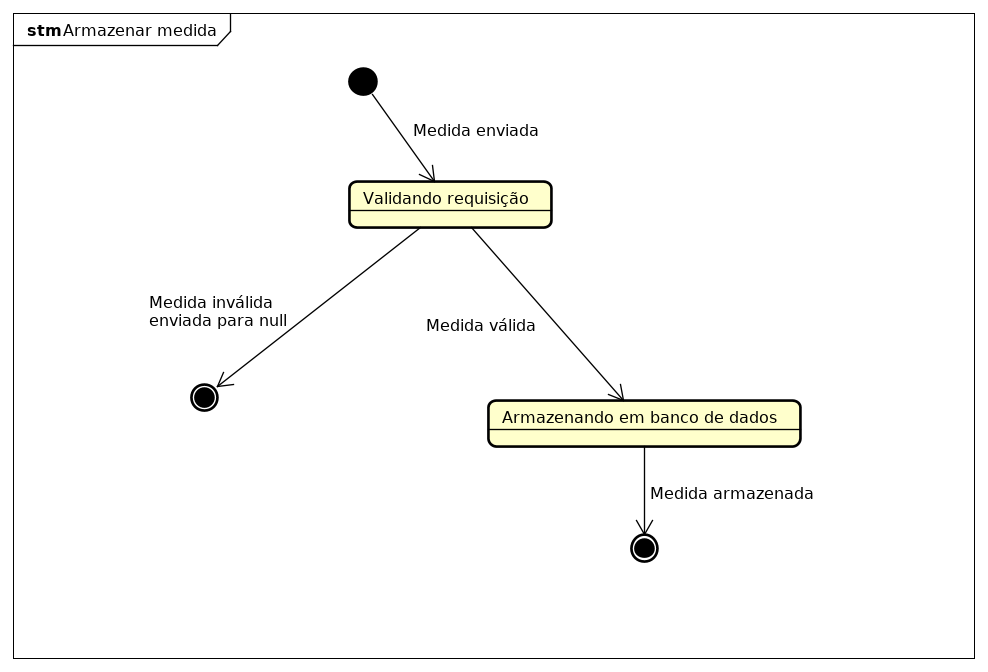 stm Armazenar medida
Medida enviada
Validando requisição
Medida inválida
enviada para null
Medida válida
Armazenando em banco de dados
Medida armazenada